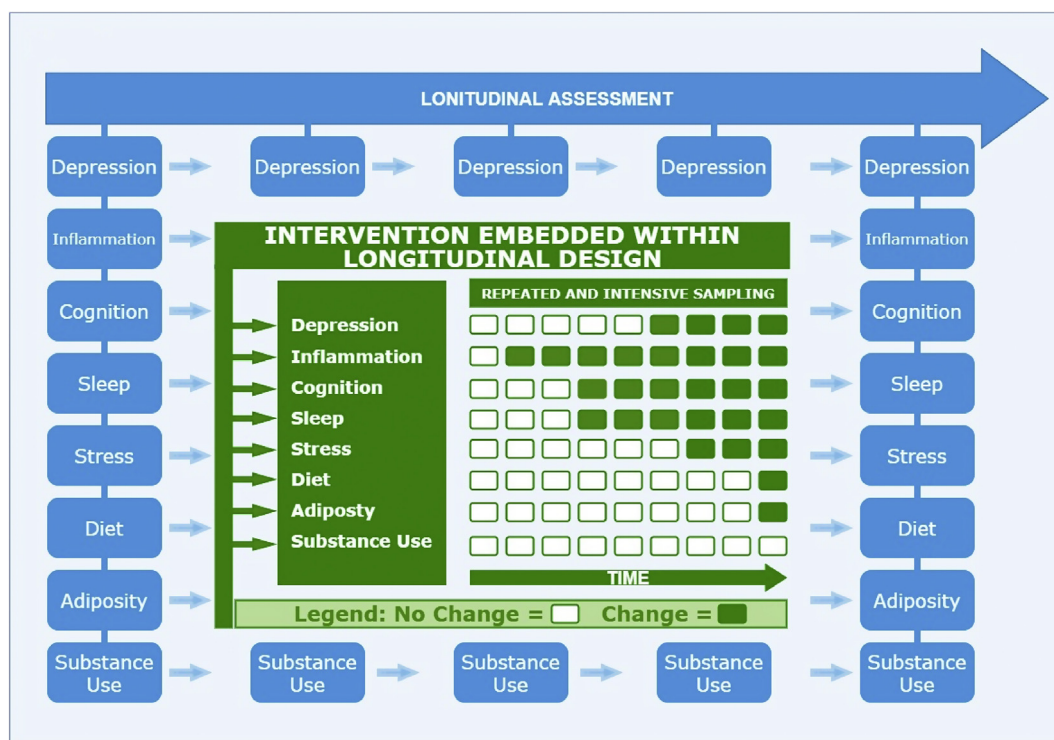 LONITUDINAL ASSESSMENT
Depression
Depression
Depression
Depression
Depression
Inflammation
Cognition
Sleep
Stress
Diet
Adiposity
Substance
Use
INTERVENTION EMBEDDED WITHIN
LONGITUDINAL DESIGN
REPEATED AND INTENSIVE SAMPLING
Depression
Inflammation
Cognition
Sleep
Stress
Diet
Adiposty
Substance Use
TIME
Legend: No Change = Change =
Inflammation
Cognition
Sleep
Stress
Diet
Adiposity
Substance
Use
Substance
Use
Substance
Use
Substance
Use